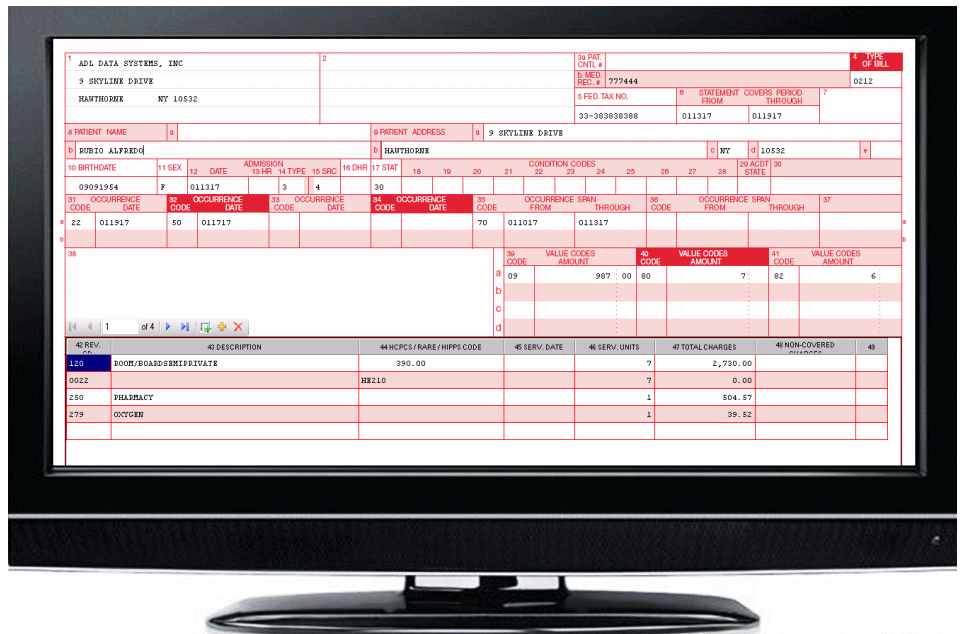 1 ADL DATA SYSTEMS, INC 2 3a PAT. CNTL # 4 TYPE OF BILL
9 SKYLINE DRIVE b. MED. REC. # 777444 0212
HAWTHORNE NY 10532 5 FED. TAX NO. 6 STATEMENT COVERS PERIOD FROM THROUGH 7
33-383838388 011317 011917
8 PATIENT NAME a 9 PATIENT ADDRESS a 9 SKYLINE DRIVE
b RUBIO ALFREDO b HAWTHORNE c NY d 10532 e
10 BIRTHDATE 11 SEX 12 ADMISSION DATE 13 HR 14 TYPE 15 SRC 16 DHR 17 STAT CONDITION CODES 18 19 20 21 22 23 24 25 26 27 28 29 ACDT STATE 30
09091954 F 011317 3 4 30
31 OCCURRENCE CODE DATE 32 OCCURRENCE CODE DATE 33 OCCURRENCE CODE DATE 34 OCCURRENCE CODE DATE 35 OCCURRENCE SPAN CODE FROM THROUGH 36 OCCURRENCE SPAN CODE FROM THROUGH 37
a 22 011917 50 011717 70 011017 011317 a
b b
38 39 VALUE CODES CODE AMOUNT 40 VALUE CODES CODE AMOUNT 41 VALUE CODES CODE AMOUNT
a 09 987 00 80 7 82 6
b
c
d
1 of 4
42 REV. CD. 43 DESCRIPTION 44 HCPCS / RARE / HIPPS CODE 45 SERV. DATE 46 SERV. UNITS 47 TOTAL CHARGES 48 NON-COVERED CHARGES 49
120 ROOM/BOARDSEMIPRIVATE 390.00 7 2,730.00
0022 HE210 7 0.00
250 PHARMACY 1 504.57
279 OXYGEN 1 39.52